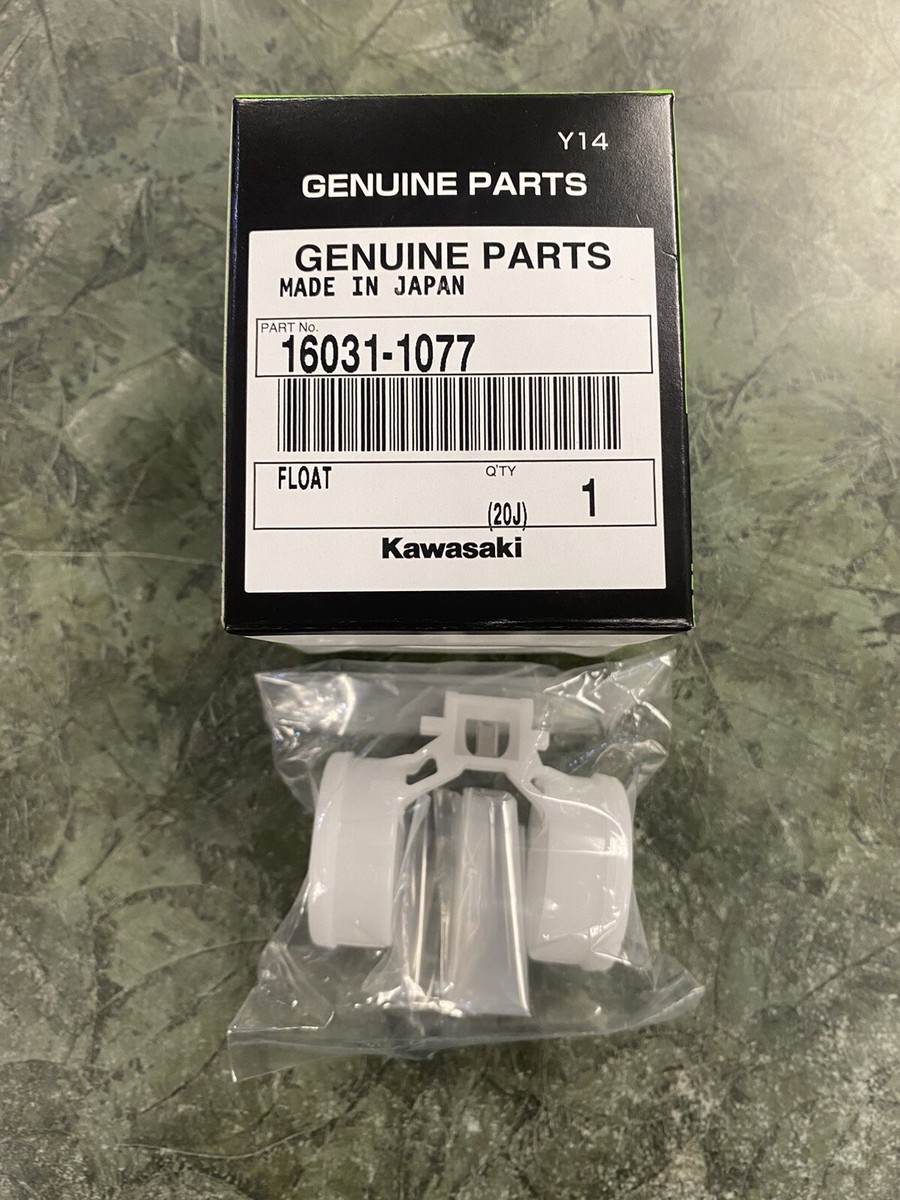 Y14
GENUINE PARTS
GENUINE PARTS
MADE IN JAPAN
PART No.
16031-1077
FLOAT
Q'TY
1
(20J)
Kawasaki